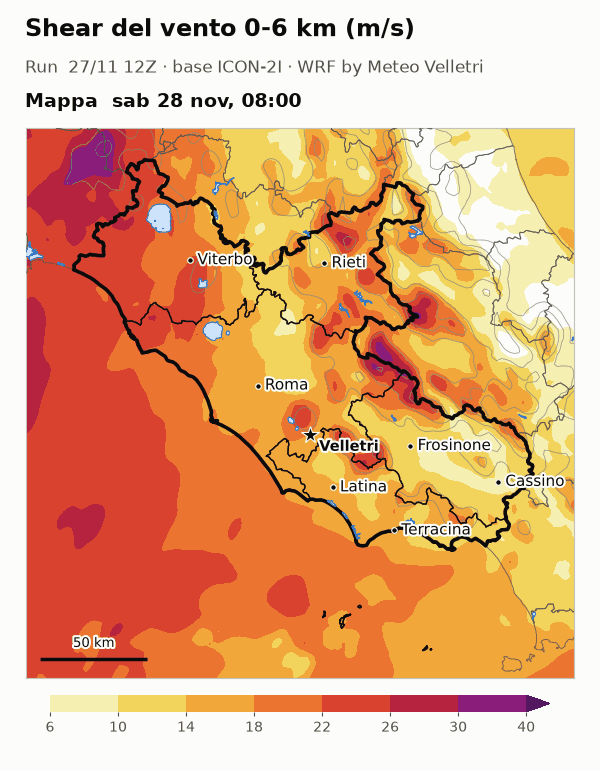 Shear del vento 0-6 km (m/s)
Run  27/11 12Z · base ICON-2I · WRF by Meteo Velletri
Mappa  sab 28 nov, 08:00
Viterbo
Rieti
Roma
Velletri
Frosinone
Cassino
Latina
Terracina
50 km
6 10 14 18 22 26 30 40